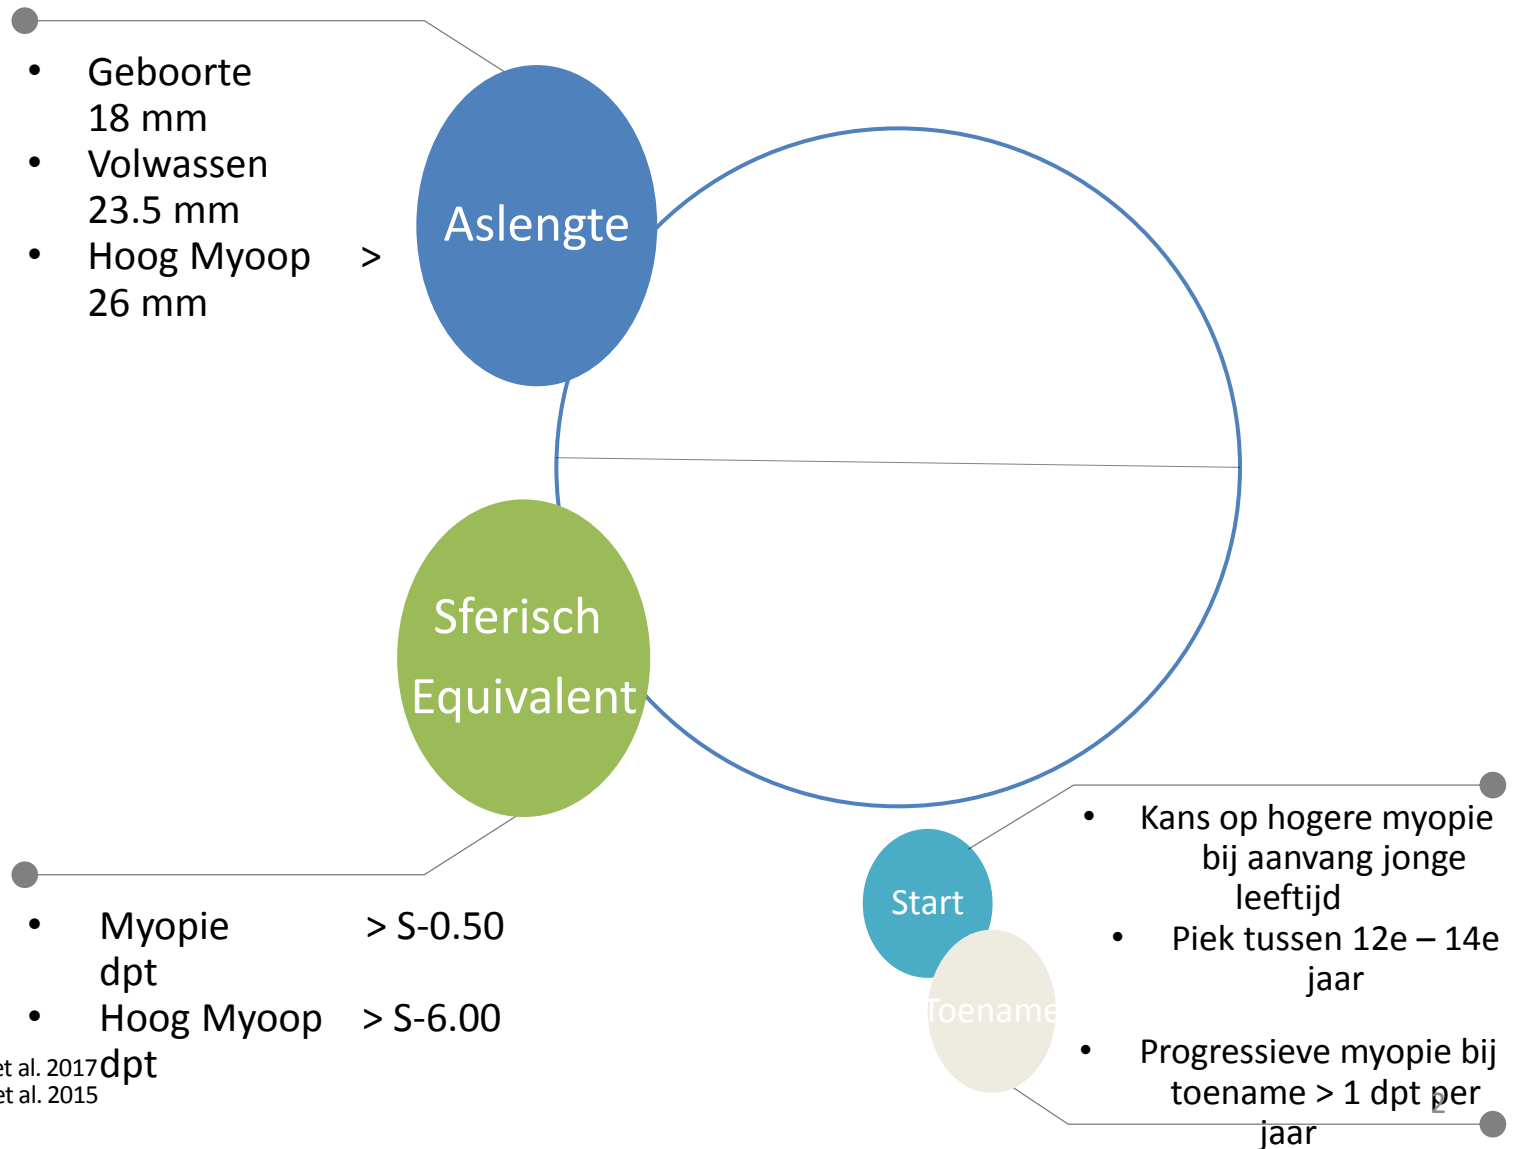 • Geboorte
18 mm
• Volwassen
23.5 mm
• Hoog Myoop >
26 mm
Aslengte
Sferisch
Equivalent
• Myopie > S-0.50
dpt
• Hoog Myoop > S-6.00
dpt
et al. 2017
et al. 2015
Start
Toename
• Kans op hogere myopie
bij aanvang jonge
leeftijd
• Piek tussen 12e – 14e
jaar
• Progressieve myopie bij
toename > 1 dpt per
jaar
2